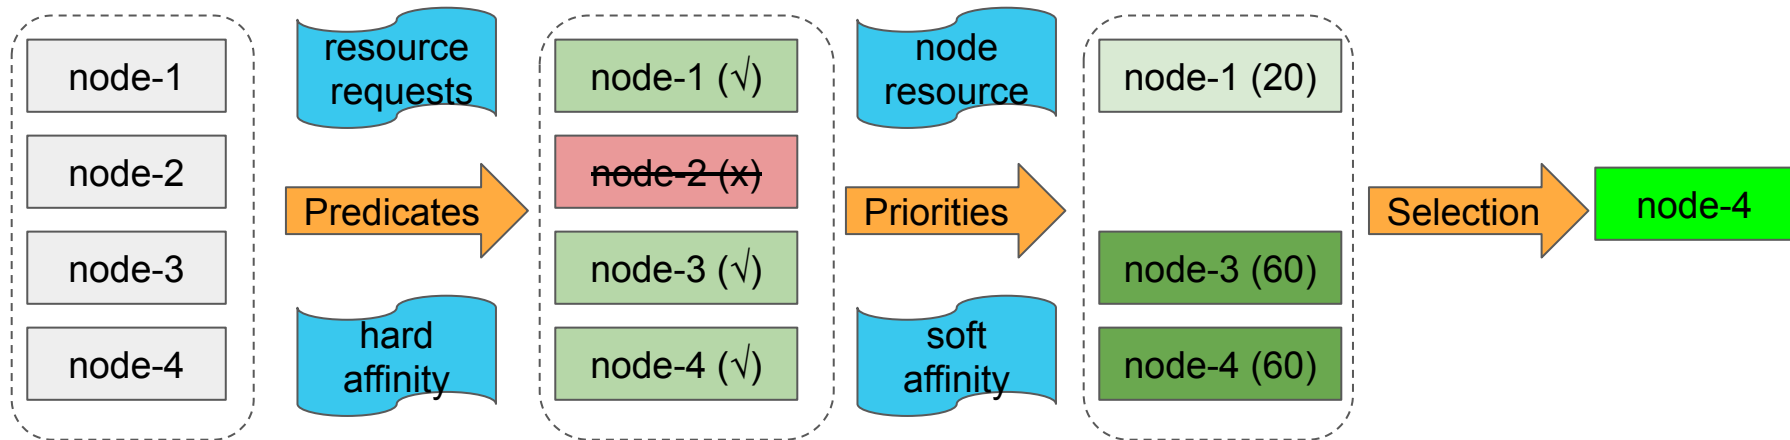 node-1
node-2
node-3
node-4
resource
requests
Predicates
hard
affinity
node-1 (√)
node-2 (x)
node-3 (√)
node-4 (√)
node
resource
Priorities
soft
affinity
node-1 (20)
node-3 (60)
node-4 (60)
Selection
node-4